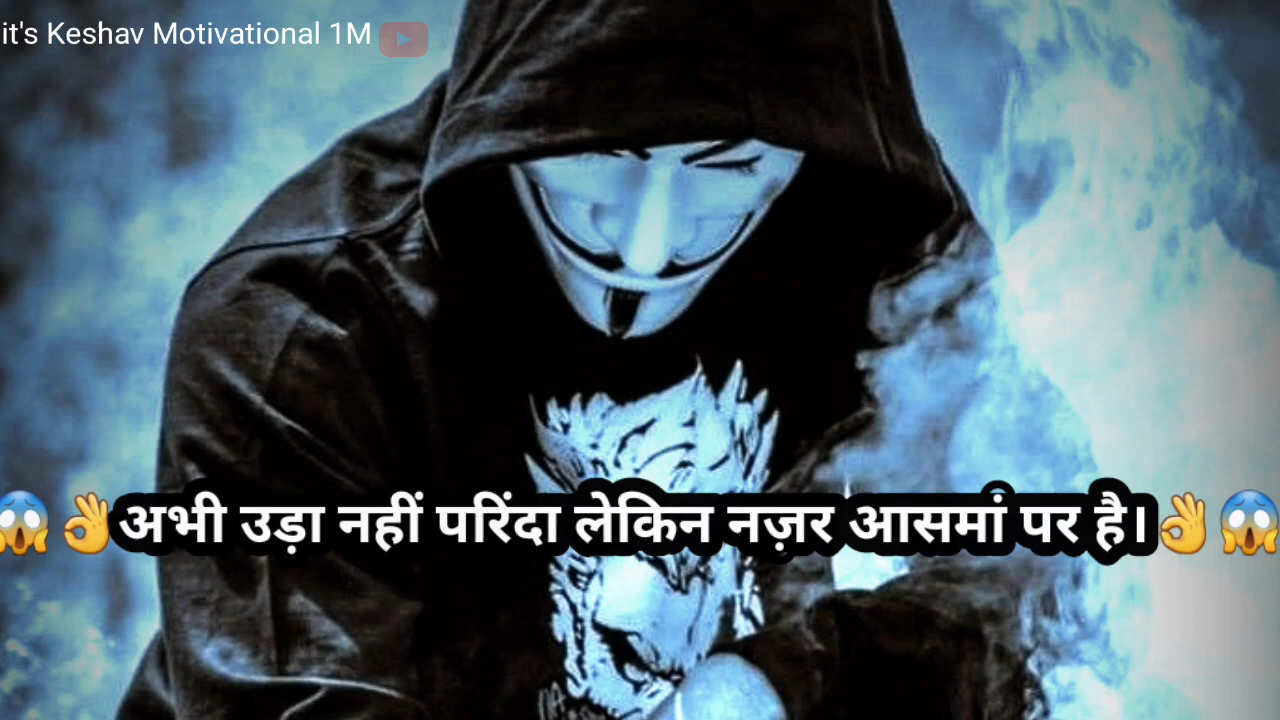 it's Keshav Motivational 1M
😱👌अभी उड़ा नहीं परिंदा लेकिन नज़र आसमां पर है।👌😱